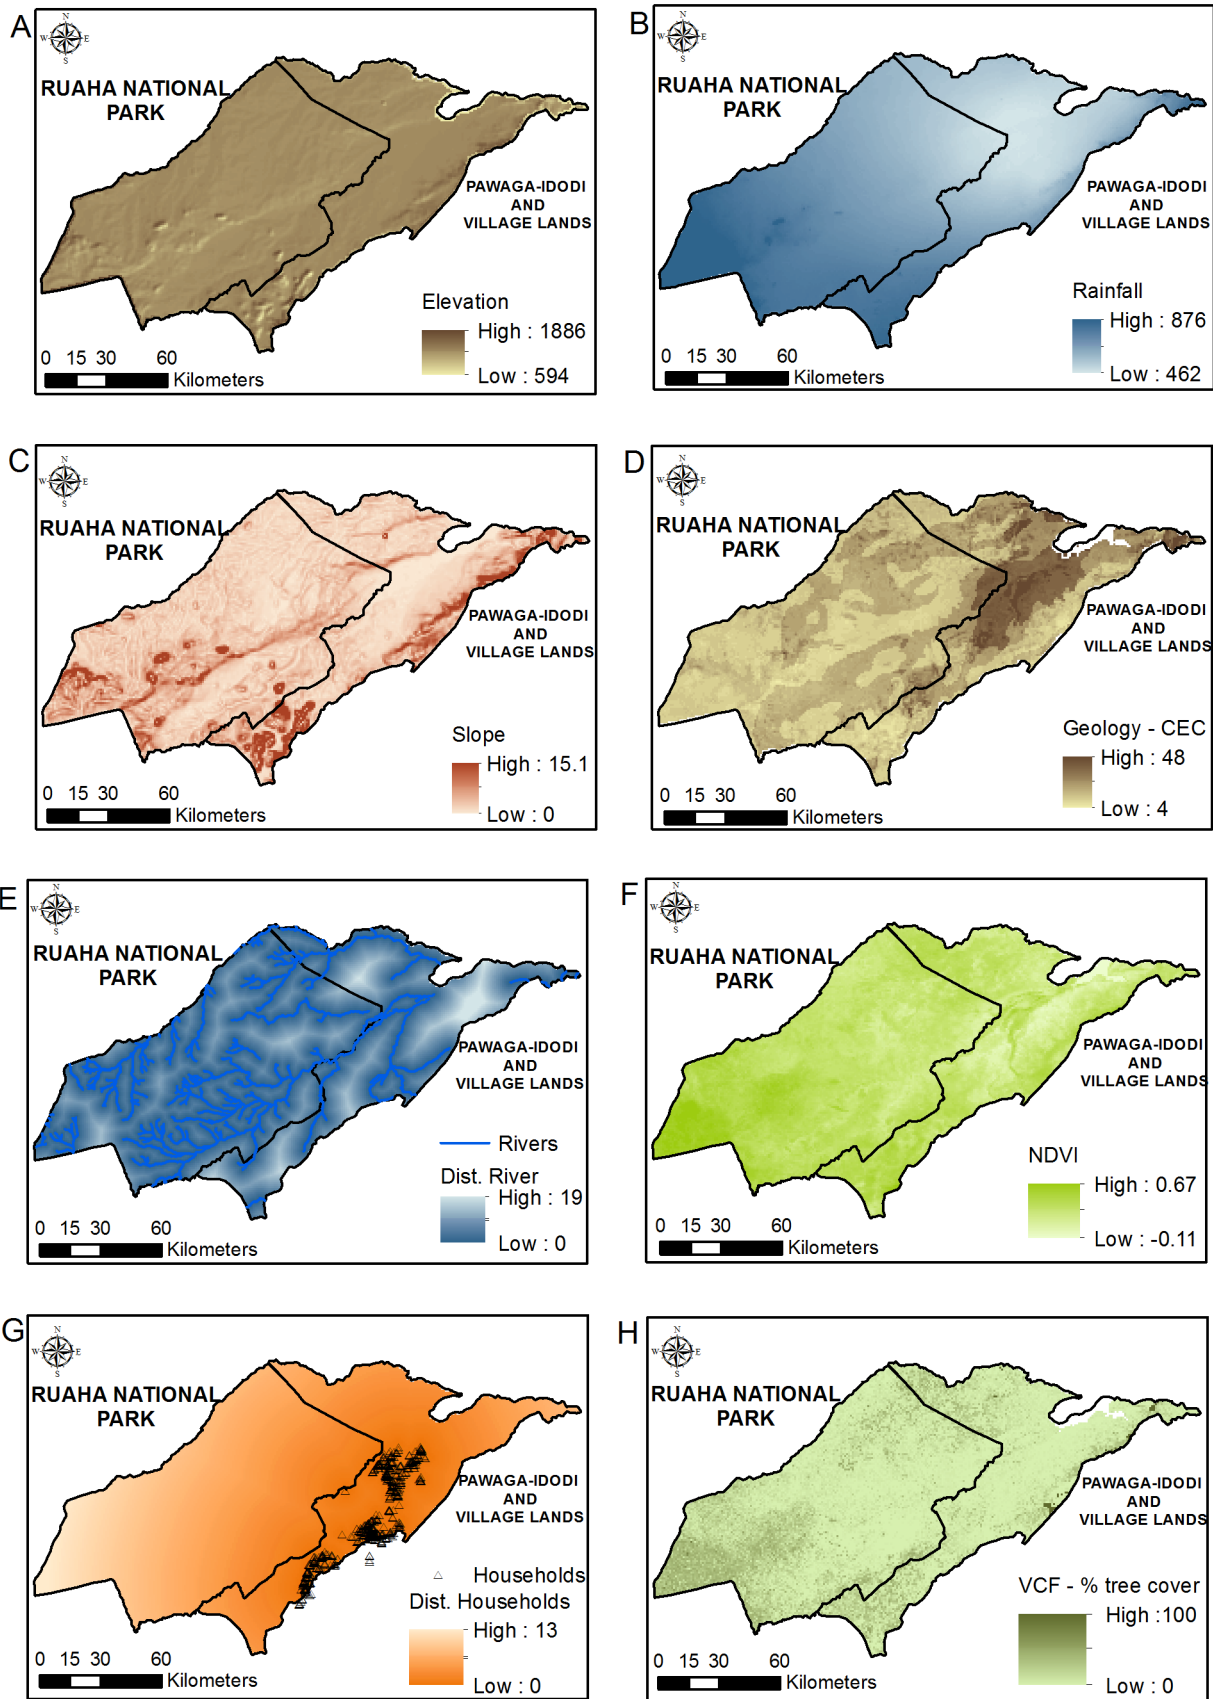 A
N
W E
S
RUAHA NATIONAL
PARK
PAWAGA-IDODI
AND
VILLAGE LANDS
Elevation
High : 1886
Low : 594
0 15 30 60
Kilometers
B
N
W E
S
RUAHA NATIONAL
PARK
PAWAGA-IDODI
AND
VILLAGE LANDS
Rainfall
High : 876
Low : 462
0 15 30 60
Kilometers
C
N
W E
S
RUAHA NATIONAL
PARK
PAWAGA-IDODI
AND
VILLAGE LANDS
Slope
High : 15.1
Low : 0
0 15 30 60
Kilometers
D
N
W E
S
RUAHA NATIONAL
PARK
PAWAGA-IDODI
AND
VILLAGE LANDS
Geology - CEC
High : 48
Low : 4
0 15 30 60
Kilometers
E
N
W E
S
RUAHA NATIONAL
PARK
PAWAGA-IDODI
AND
VILLAGE LANDS
Rivers
Dist. River
High : 19
Low : 0
0 15 30 60
Kilometers
F
N
W E
S
RUAHA NATIONAL
PARK
PAWAGA-IDODI
AND
VILLAGE LANDS
NDVI
High : 0.67
Low : -0.11
0 15 30 60
Kilometers
G
N
W E
S
RUAHA NATIONAL
PARK
PAWAGA-IDODI
AND
VILLAGE LANDS
Households
Dist. Households
High : 13
Low : 0
0 15 30 60
Kilometers
H
N
W E
S
RUAHA NATIONAL
PARK
PAWAGA-IDODI
AND
VILLAGE LANDS
VCF - % tree cover
High :100
Low : 0
0 15 30 60
Kilometers